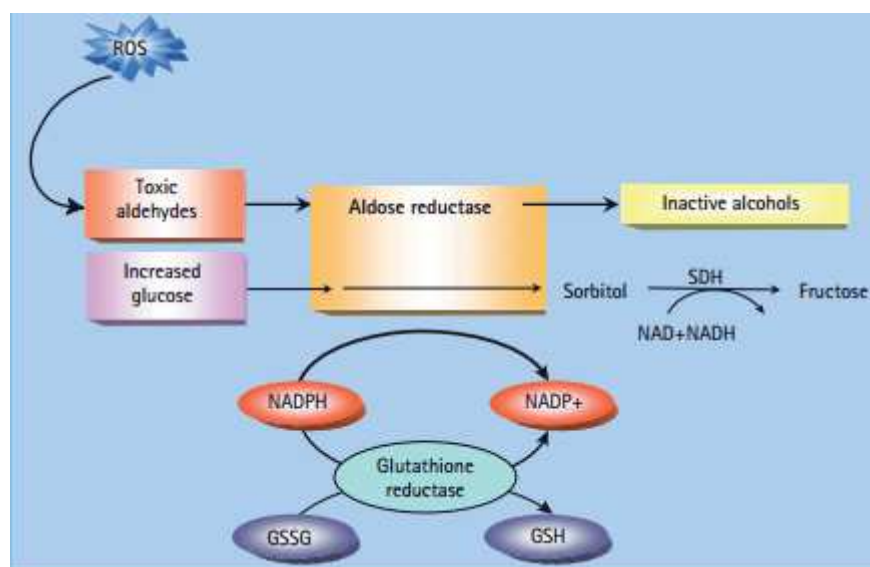 ROS
Toxic
aldehydes
Aldose reductase
Inactive alcohols
Increased
glucose
Sorbitol
SDH
Fructose
NAD+NADH
NADPH
NADP+
Glutathione
reductase
GSSG
GSH